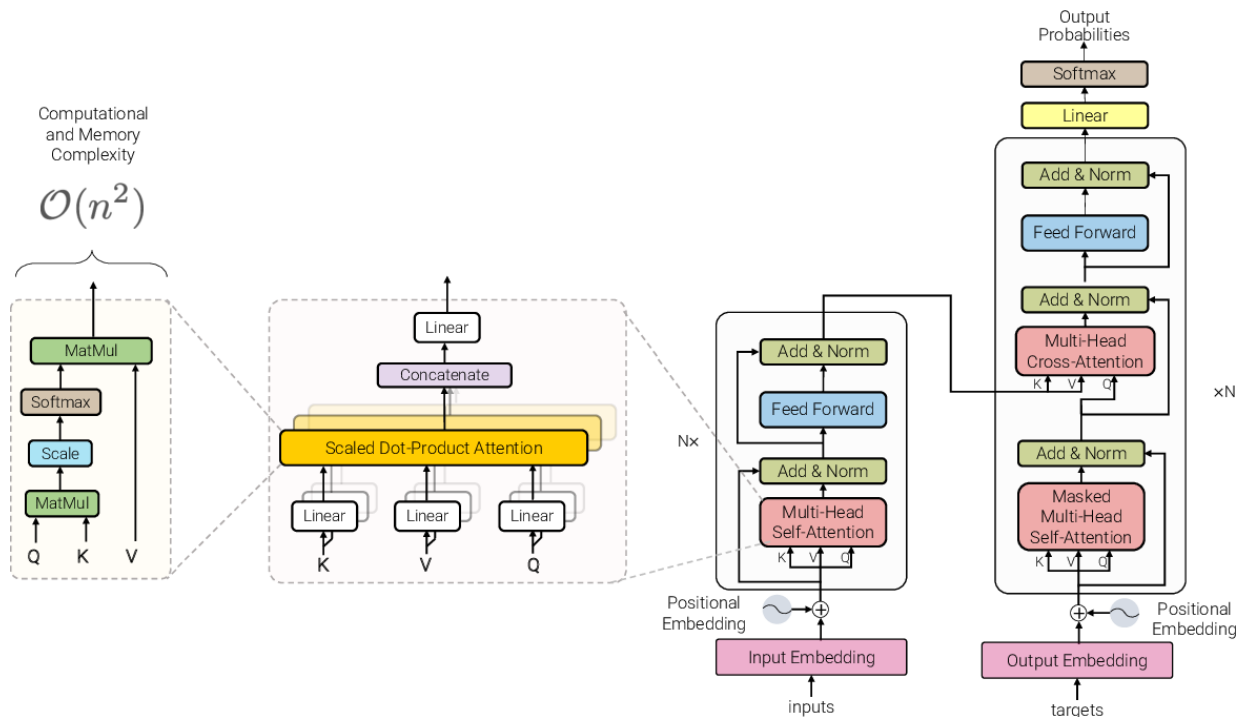 Computational
and Memory
Complexity
O(n²)
MatMul
Softmax
Scale
MatMul
Q
K
V
Linear
Concatenate
Scaled Dot-Product Attention
Linear
Linear
Linear
K
V
Q
N×
Add & Norm
Feed Forward
Add & Norm
Multi-Head
Self-Attention
K
V
Q
Positional
Embedding
Input Embedding
inputs
Output
Probabilities
Softmax
Linear
Add & Norm
Feed Forward
Add & Norm
Multi-Head
Cross-Attention
K
V
Q
×N
Add & Norm
Masked
Multi-Head
Self-Attention
K
V
Q
Positional
Embedding
Output Embedding
targets